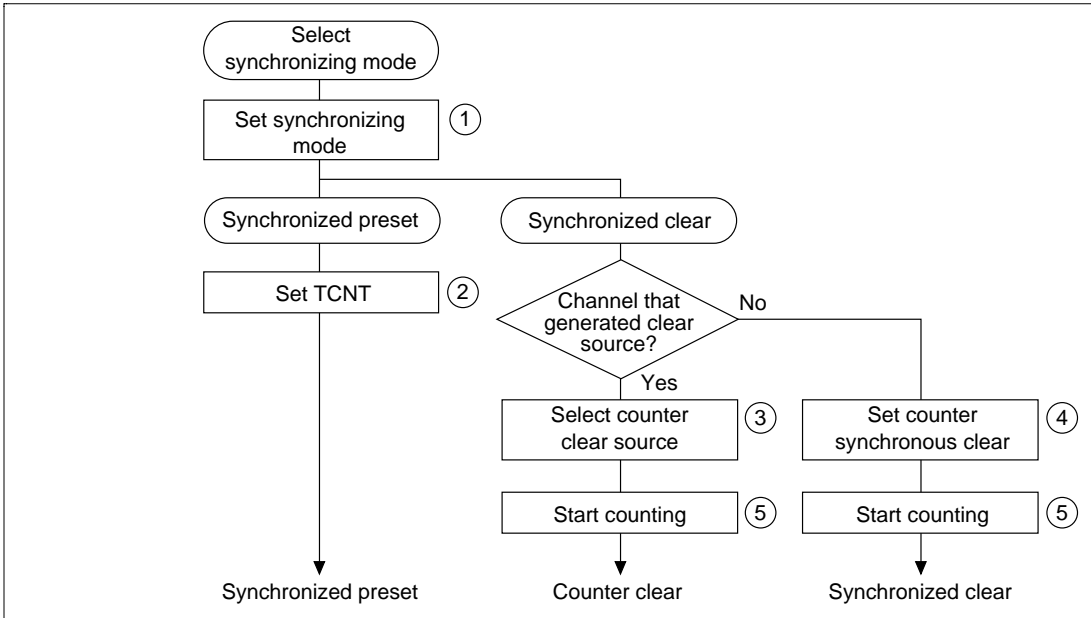 Select
synchronizing mode
Set synchronizing
mode
1
Synchronized preset
Synchronized clear
Set TCNT
2
Channel that
generated clear
source?
No
Yes
Select counter
clear source
3
Set counter
synchronous clear
4
Start counting
5
Start counting
5
Synchronized preset
Counter clear
Synchronized clear